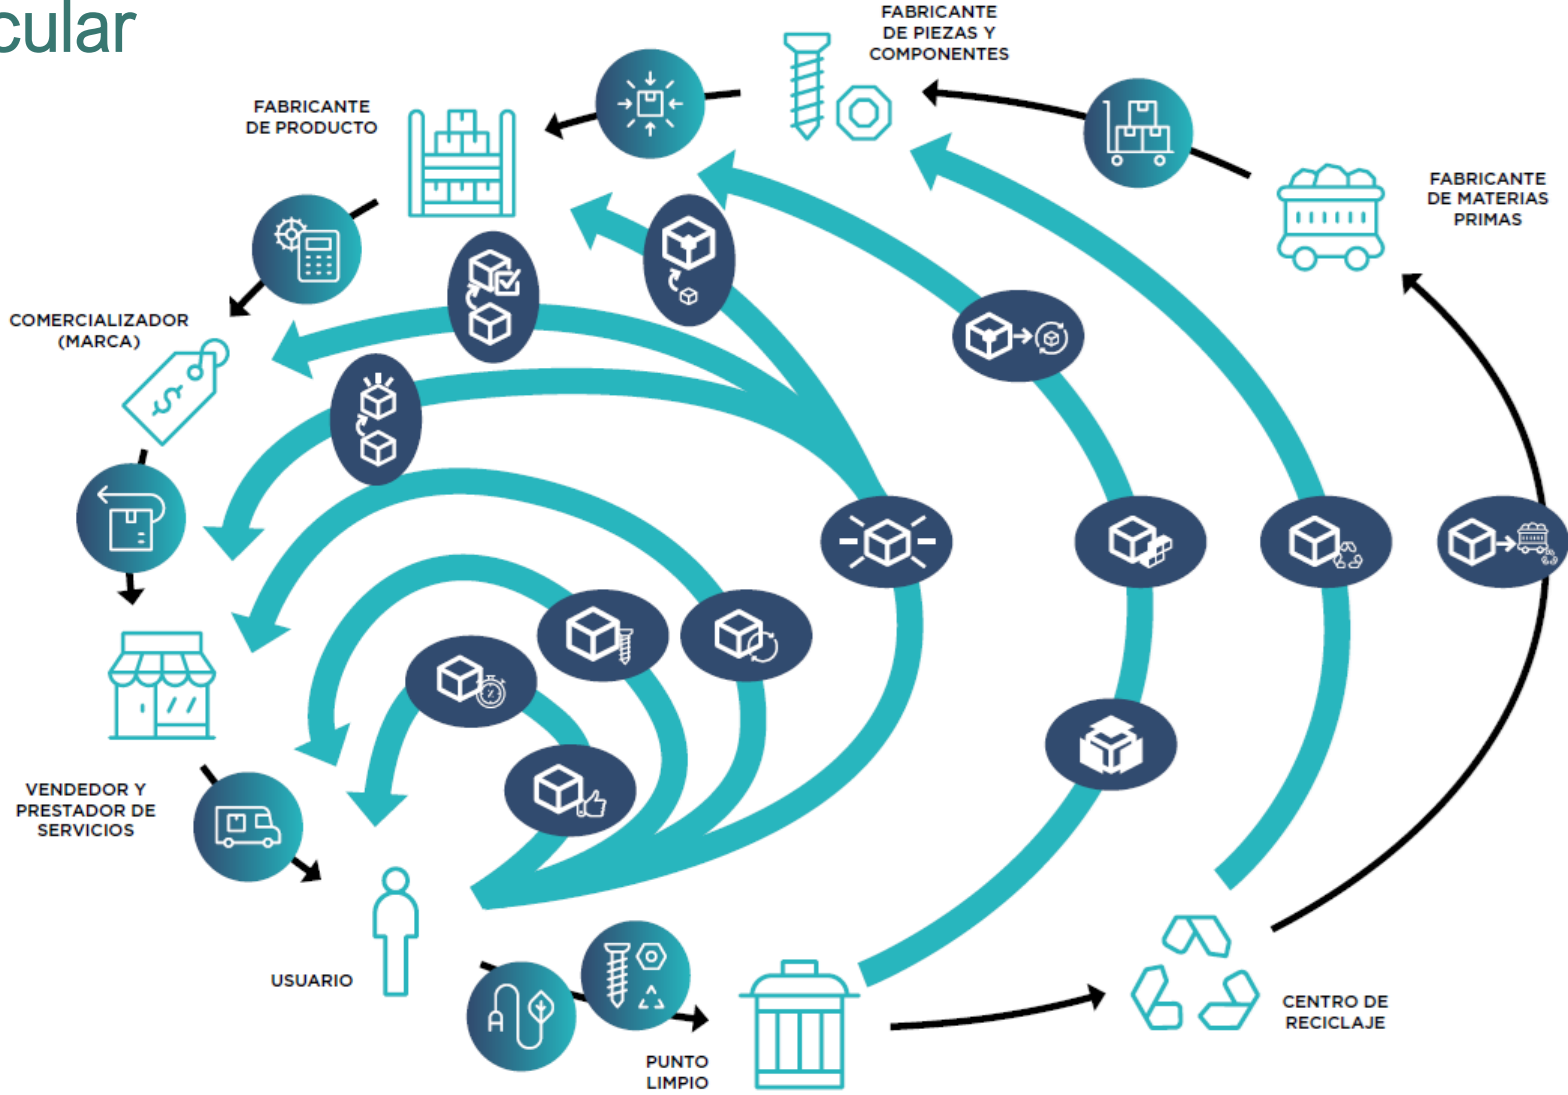 cular
FABRICANTE
DE PIEZAS Y
COMPONENTES
FABRICANTE
DE PRODUCTO
FABRICANTE
DE MATERIAS
PRIMAS
COMERCIALIZADOR
(MARCA)
$
VENDEDOR Y
PRESTADOR DE
SERVICIOS
USUARIO
PUNTO
LIMPIO
CENTRO DE
RECICLAJE